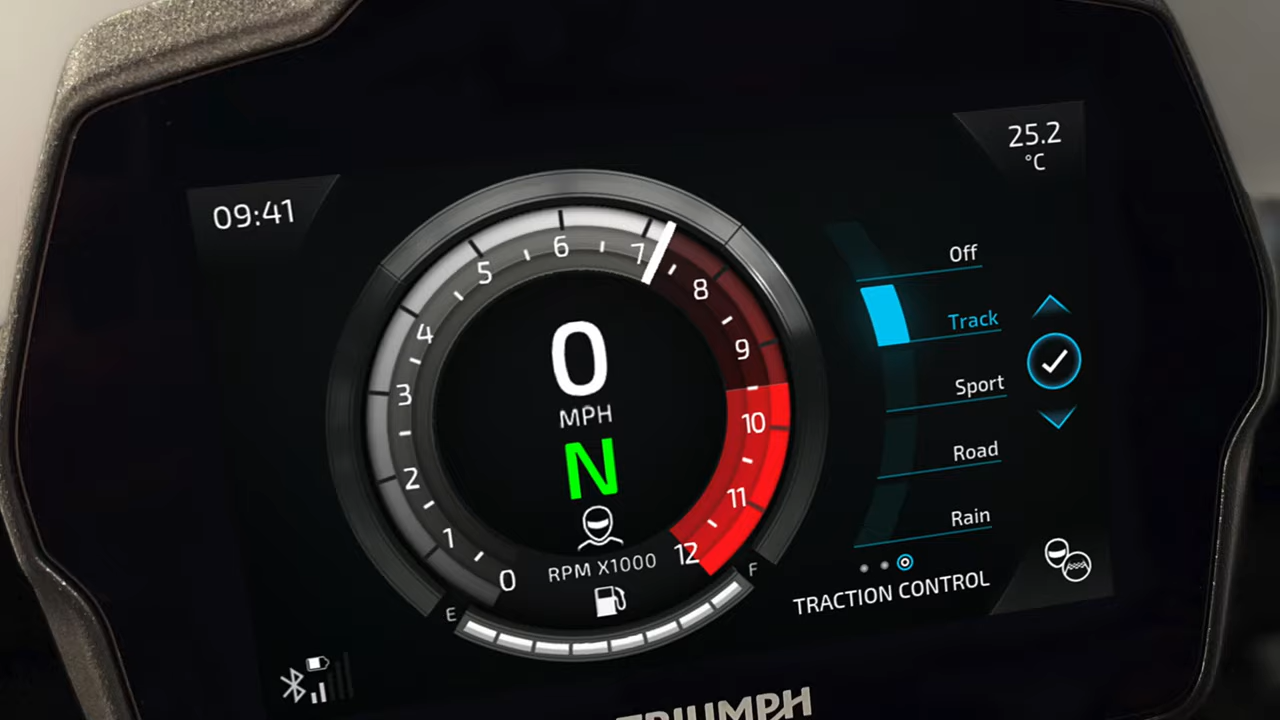 25.2
°C
09:41
0
1
2
3
4
5
6
7
8
9
10
11
12
0
MPH
N
RPM X1000
E
F
Off
Track
Sport
Road
Rain
TRACTION CONTROL
TRIUMPH